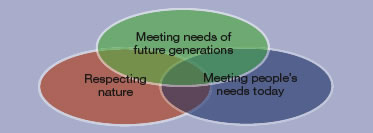 Meeting needs of
future generations
Respecting
nature
Meeting people's
needs today